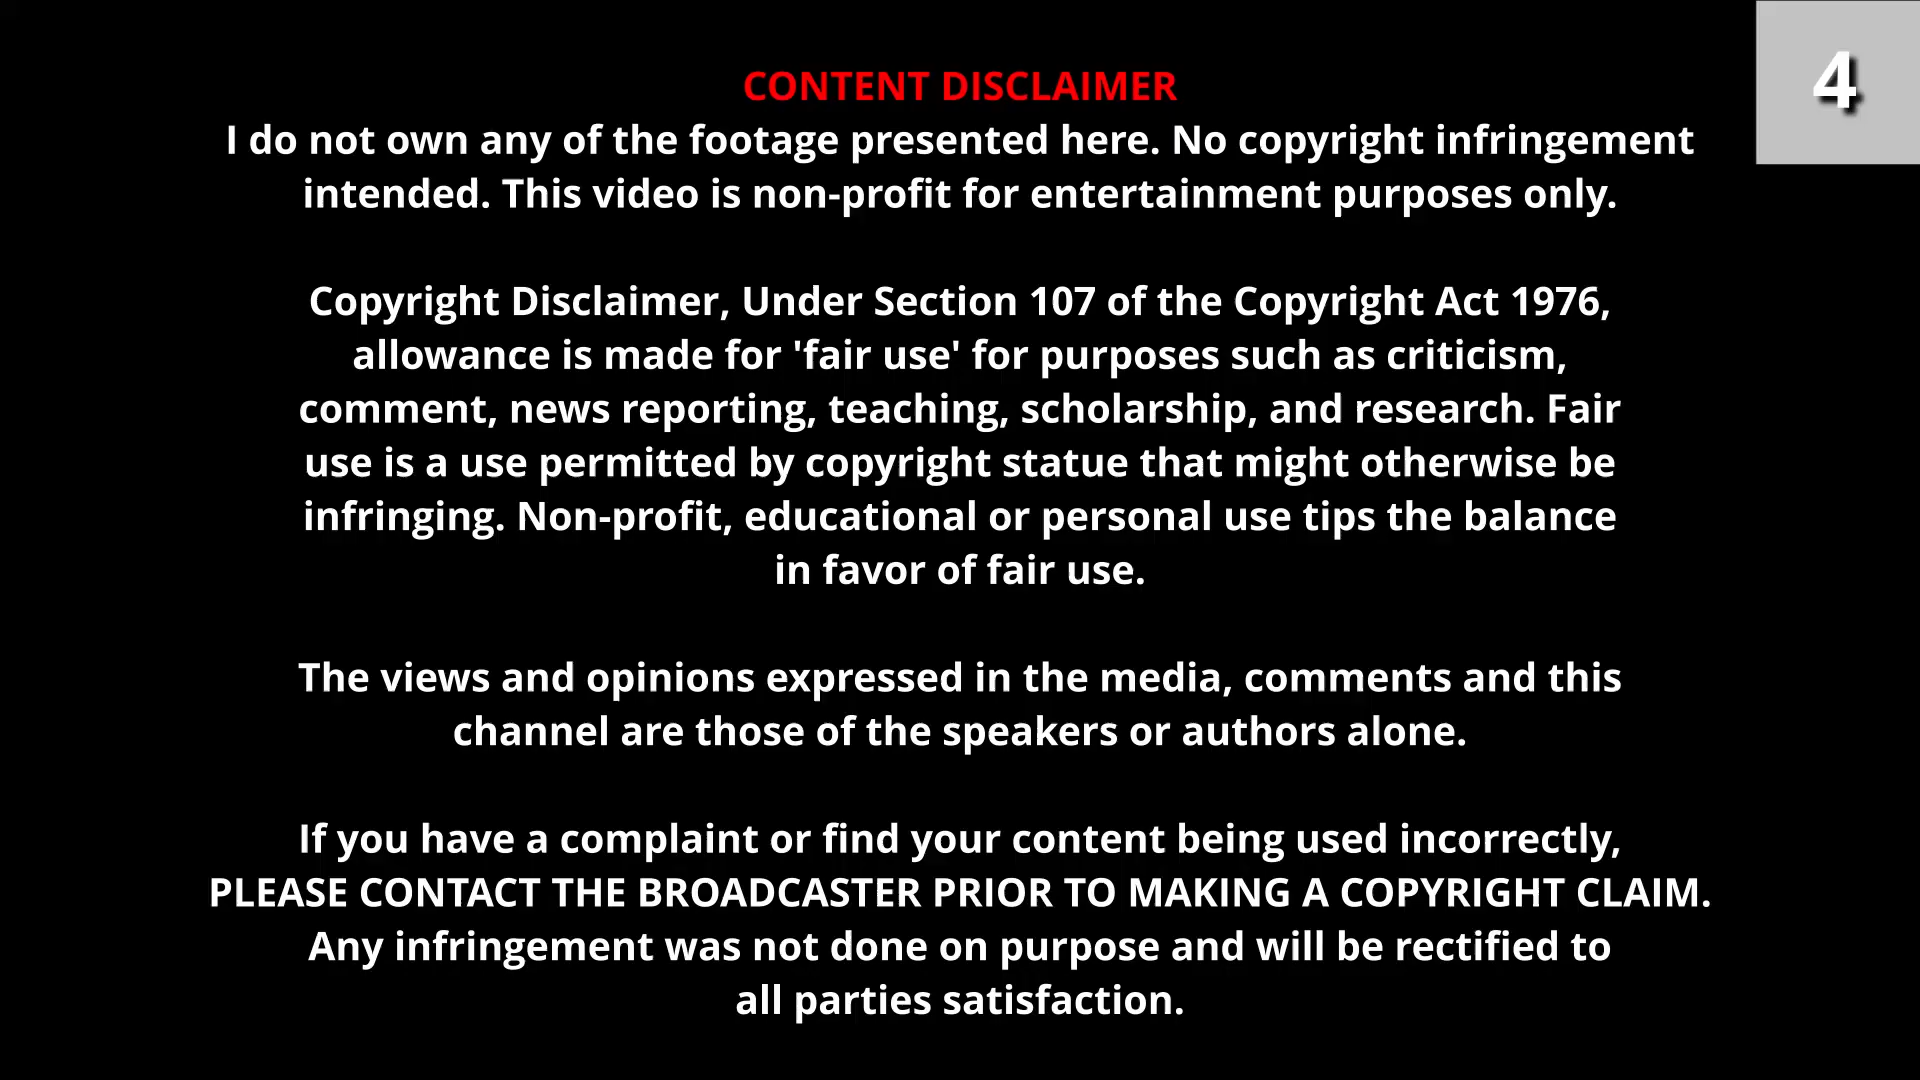 CONTENT DISCLAIMER
4
I do not own any of the footage presented here. No copyright infringement
intended. This video is non-profit for entertainment purposes only.
Copyright Disclaimer, Under Section 107 of the Copyright Act 1976,
allowance is made for 'fair use' for purposes such as criticism,
comment, news reporting, teaching, scholarship, and research. Fair
use is a use permitted by copyright statue that might otherwise be
infringing. Non-profit, educational or personal use tips the balance
in favor of fair use.
The views and opinions expressed in the media, comments and this
channel are those of the speakers or authors alone.
If you have a complaint or find your content being used incorrectly,
PLEASE CONTACT THE BROADCASTER PRIOR TO MAKING A COPYRIGHT CLAIM.
Any infringement was not done on purpose and will be rectified to
all parties satisfaction.